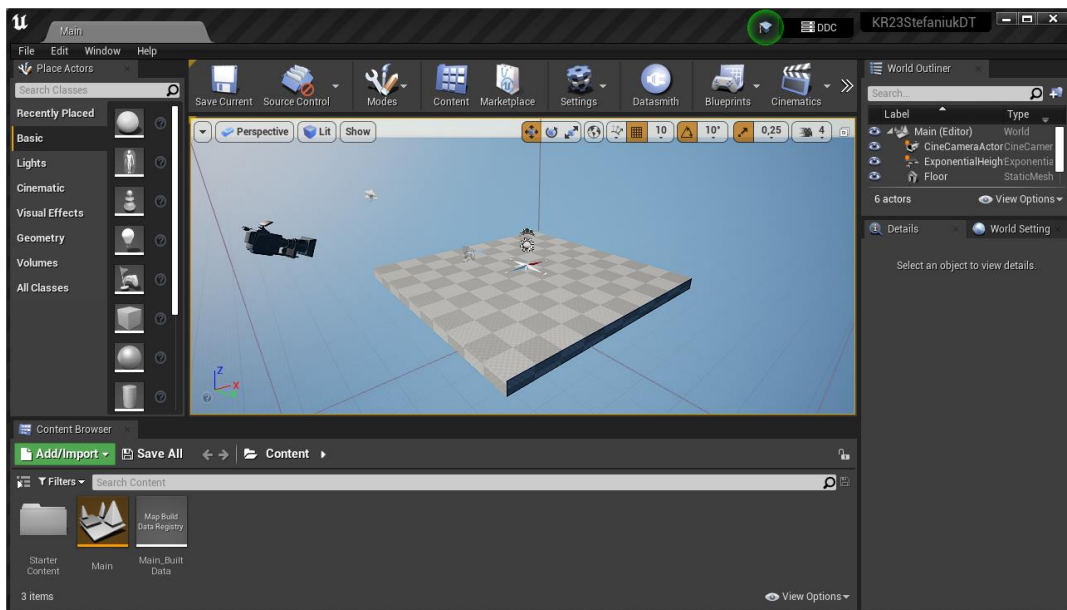 Main
DDC
KR23StefaniukDT
File Edit Window Help
Place Actors
Search Classes
Recently Placed
Basic
Lights
Cinematic
Visual Effects
Geometry
Volumes
All Classes
Save Current Source Control Modes Content Marketplace Settings Datasmith Blueprints Cinematics
Perspective Lit Show 10 10° 0,25 4
Z
X
World Outliner
Search...
Label Type
Main (Editor) World
CineCameraActor CineCamer
ExponentialHeigh Exponentia
Floor StaticMesh
6 actors View Options
Details World Setting
Select an object to view details.
Content Browser
Add/Import Save All Content
Filters Search Content
Map Build
Data Registry
Starter
Content
Main
Main_Built
Data
3 items View Options